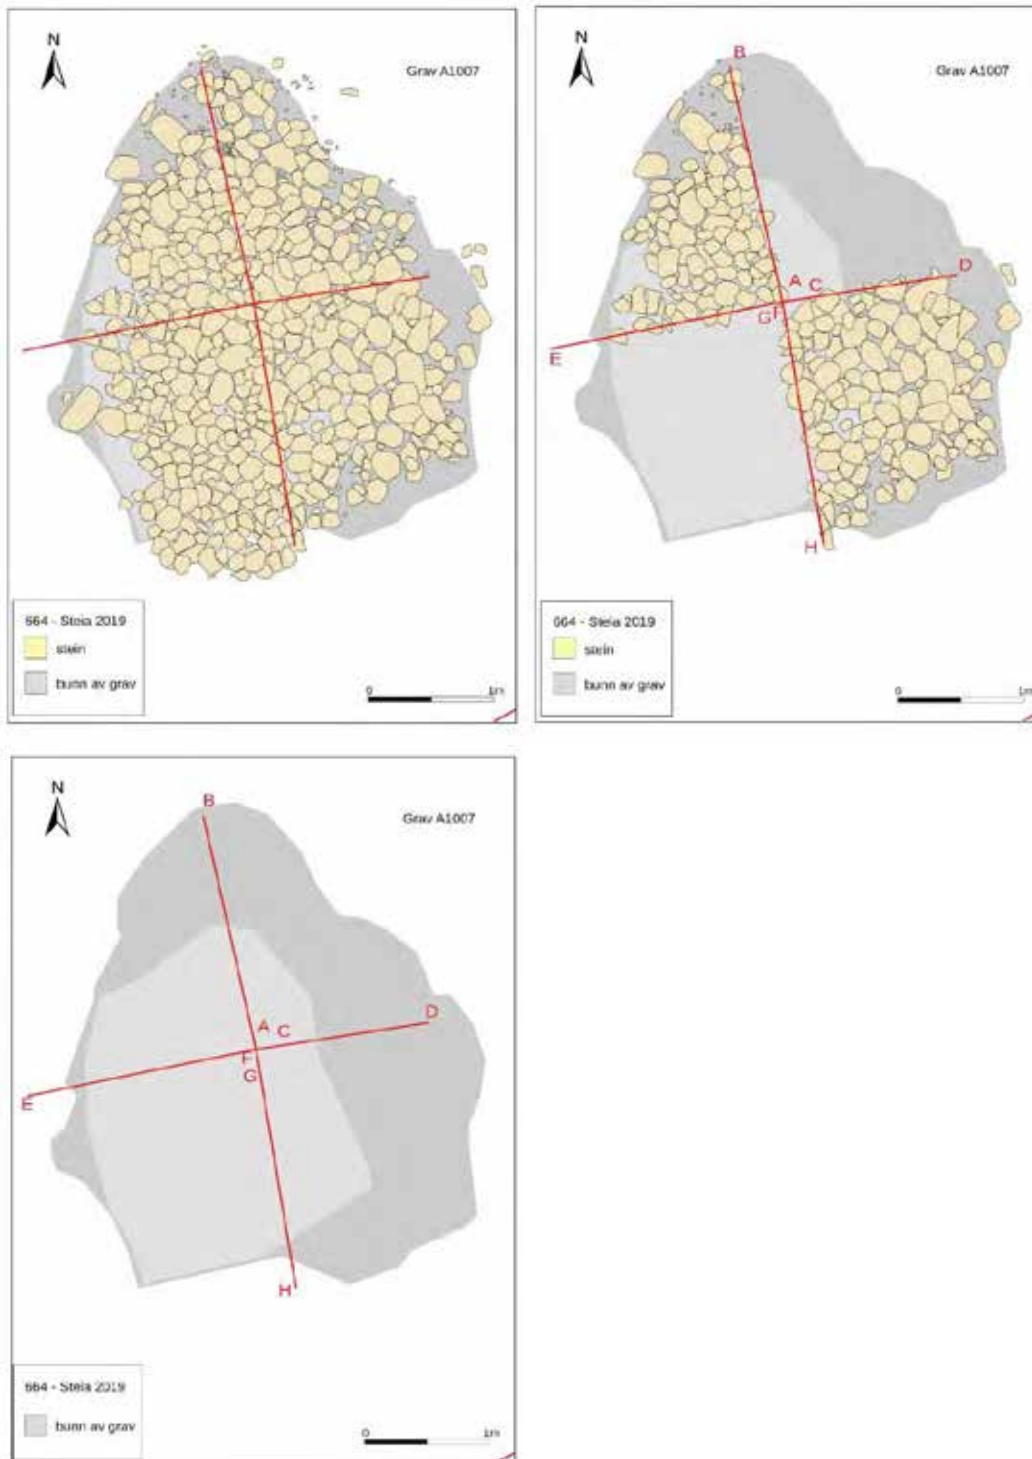 N
Grav A1007
664 - Steia 2019
stein
bunn av grav
0 1m
N
B
Grav A1007
A C D
G F
E
H
664 - Steia 2019
stein
bunn av grav
0 1m
N
B
Grav A1007
A C D
F
G
E
H
664 - Steia 2019
bunn av grav
0 1m